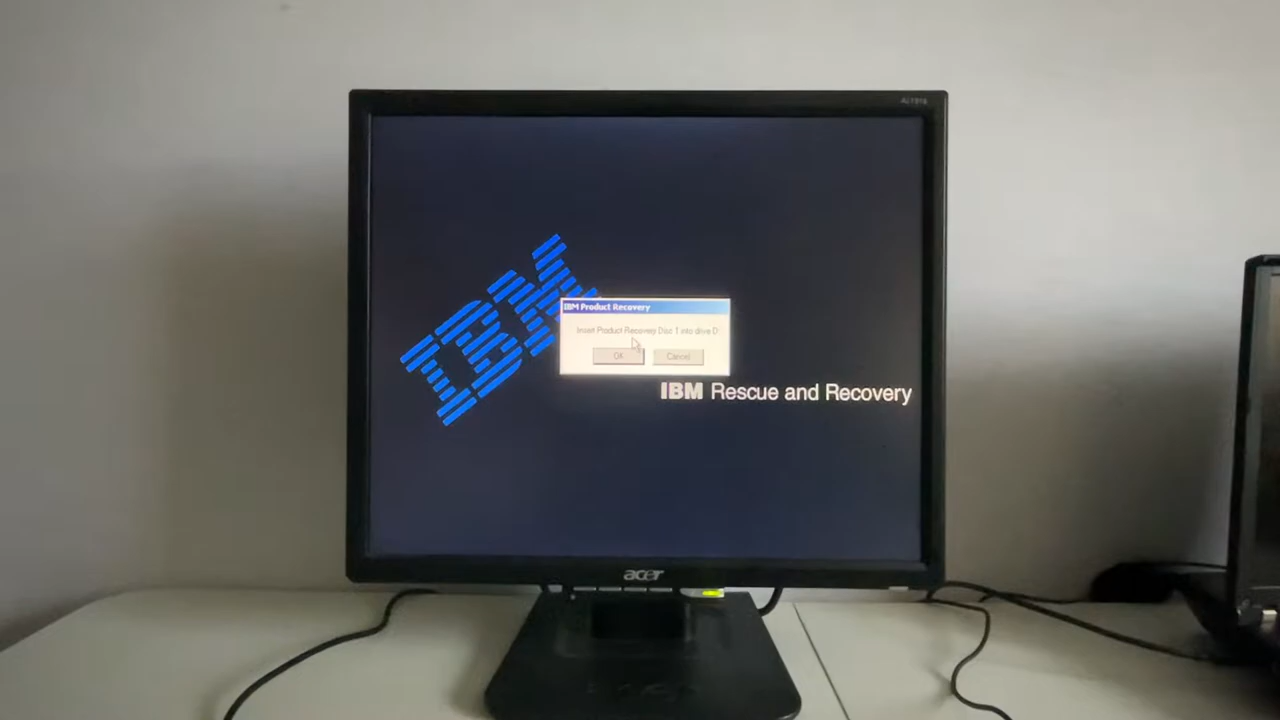 IBM
IBM Product Recovery
Insert Product Recovery Disc 1 into drive D
OK
Cancel
IBM Rescue and Recovery
acer